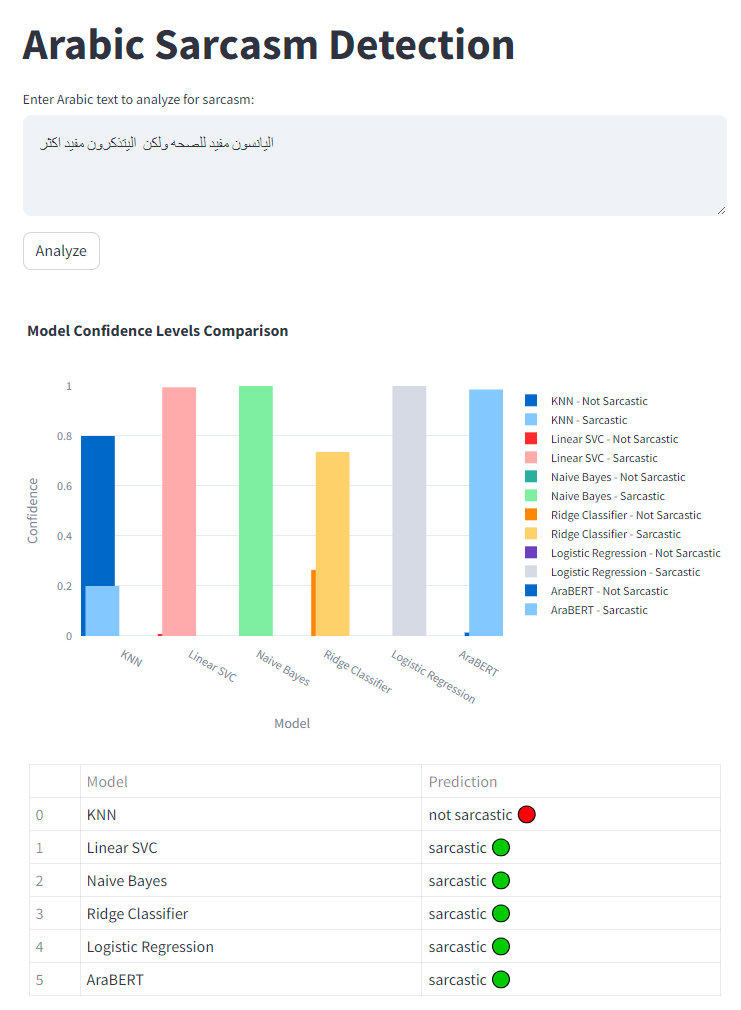 Arabic Sarcasm Detection
Enter Arabic text to analyze for sarcasm:
اليانسون مفيد للصحه ولكن  اليتذكرون مفيد اكثر
Analyze
Model Confidence Levels Comparison
1
0.8
0.6
0.4
0.2
0
Confidence
KNN
Linear SVC
Naive Bayes
Ridge Classifier
Logistic Regression
AraBERT
Model
KNN - Not Sarcastic
KNN - Sarcastic
Linear SVC - Not Sarcastic
Linear SVC - Sarcastic
Naive Bayes - Not Sarcastic
Naive Bayes - Sarcastic
Ridge Classifier - Not Sarcastic
Ridge Classifier - Sarcastic
Logistic Regression - Not Sarcastic
Logistic Regression - Sarcastic
AraBERT - Not Sarcastic
AraBERT - Sarcastic
Model Prediction
0 KNN not sarcastic 🔴
1 Linear SVC sarcastic 🟢
2 Naive Bayes sarcastic 🟢
3 Ridge Classifier sarcastic 🟢
4 Logistic Regression sarcastic 🟢
5 AraBERT sarcastic 🟢